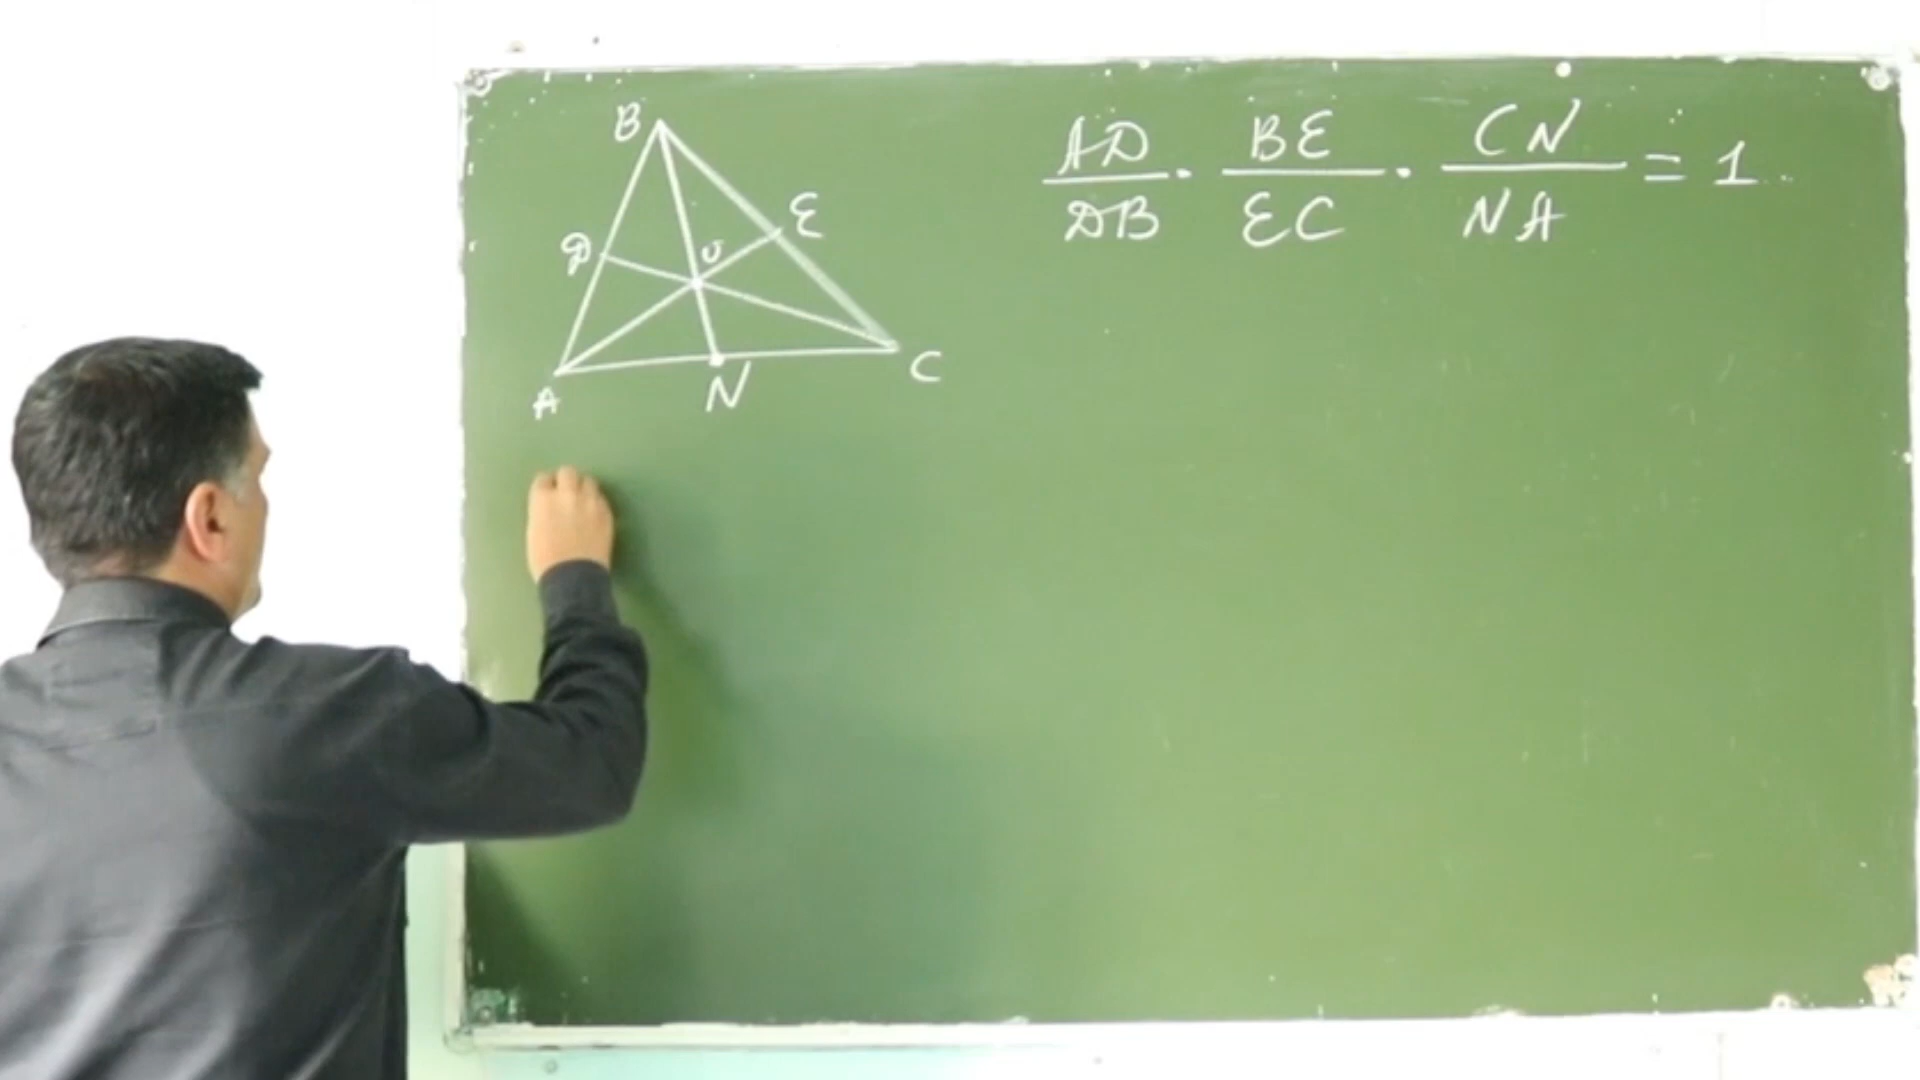 B
D
E
O
A
N
C
AD/DB · BE/EC · CN/NA = 1